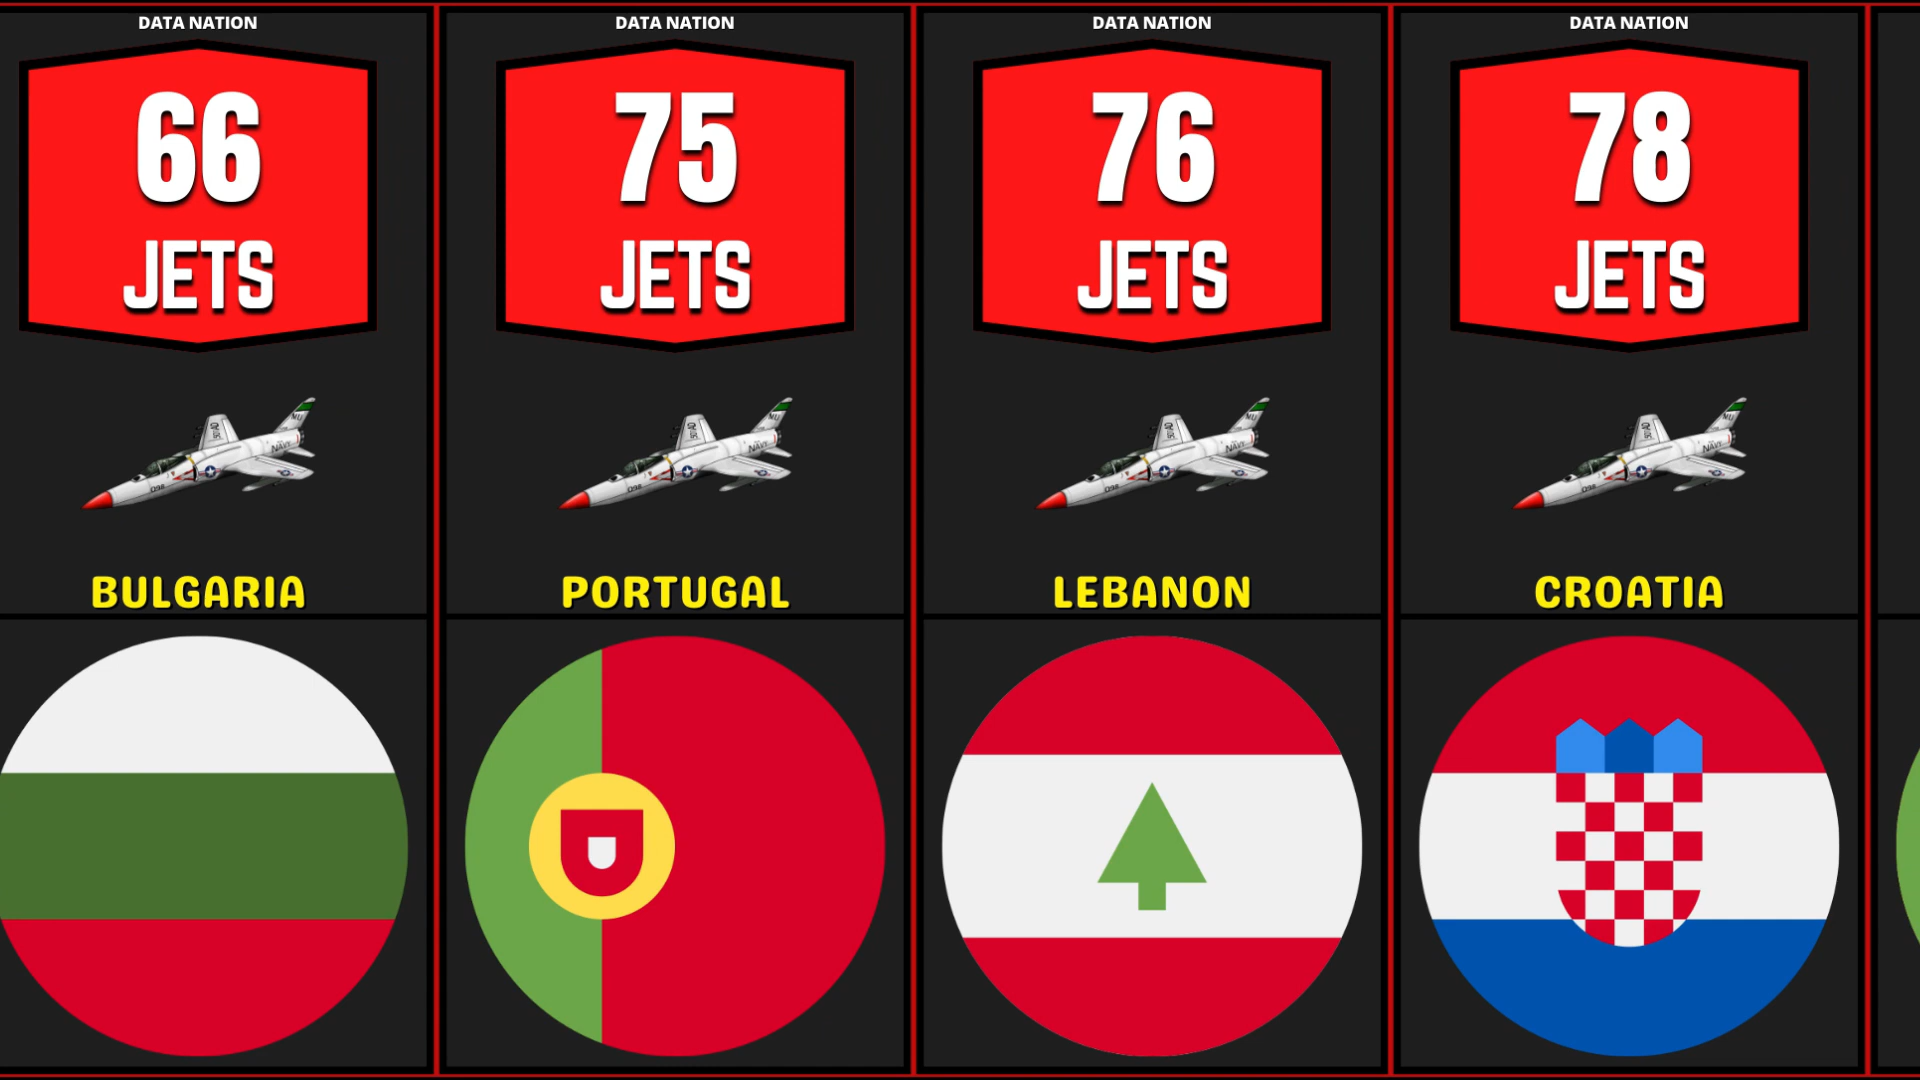 DATA NATION
66
JETS
BULGARIA
DATA NATION
75
JETS
PORTUGAL
DATA NATION
76
JETS
LEBANON
DATA NATION
78
JETS
CROATIA